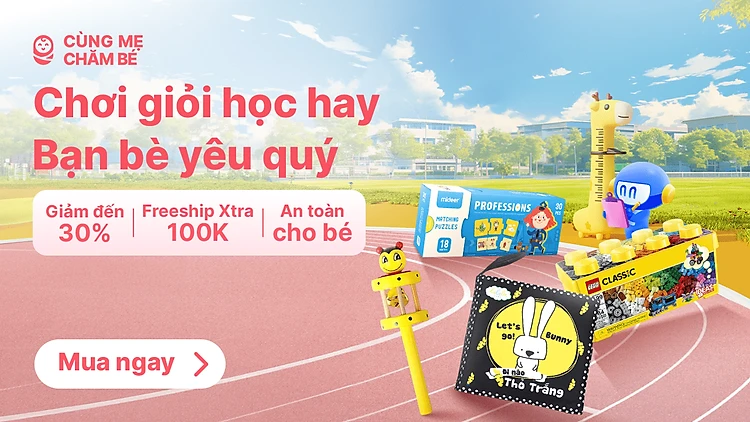 CÙNG MẸ
CHĂM BÉ
Chơi giỏi học hay
Bạn bè yêu quý
Giảm đến
30%
Freeship Xtra
100K
An toàn
cho bé
Mua ngay
mideer
PROFESSIONS
MATCHING
PUZZLES
18
30
LEGO
CLASSIC
Let's
go!
Bunny
Đi nào
Thỏ Trắng